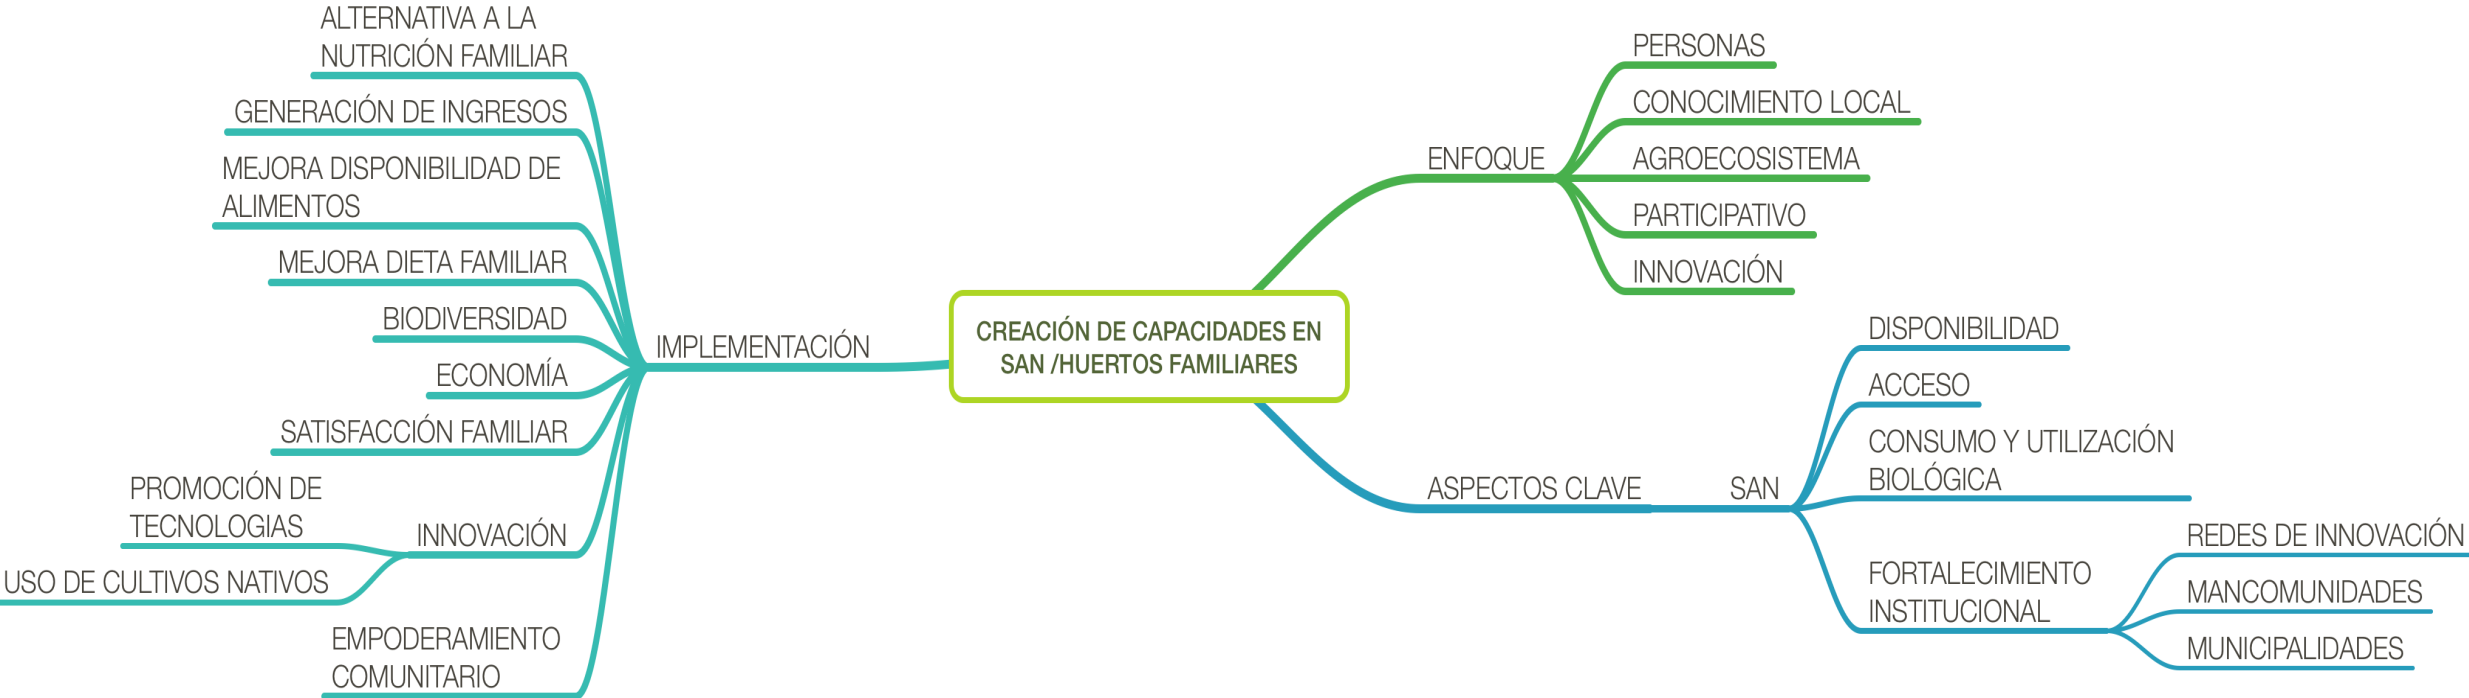 ALTERNATIVA A LA
NUTRICIÓN FAMILIAR
GENERACIÓN DE INGRESOS
MEJORA DISPONIBILIDAD DE
ALIMENTOS
MEJORA DIETA FAMILIAR
BIODIVERSIDAD
ECONOMÍA
SATISFACCIÓN FAMILIAR
PROMOCIÓN DE
TECNOLOGIAS
USO DE CULTIVOS NATIVOS
INNOVACIÓN
EMPODERAMIENTO
COMUNITARIO
IMPLEMENTACIÓN
CREACIÓN DE CAPACIDADES EN
SAN /HUERTOS FAMILIARES
ENFOQUE
PERSONAS
CONOCIMIENTO LOCAL
AGROECOSISTEMA
PARTICIPATIVO
INNOVACIÓN
ASPECTOS CLAVE
SAN
DISPONIBILIDAD
ACCESO
CONSUMO Y UTILIZACIÓN
BIOLÓGICA
FORTALECIMIENTO
INSTITUCIONAL
REDES DE INNOVACIÓN
MANCOMUNIDADES
MUNICIPALIDADES